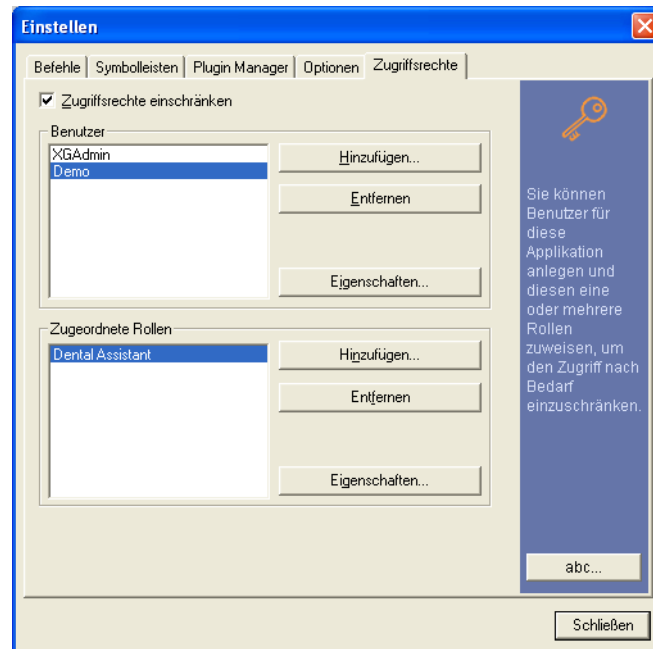 Einstellen
Befehle
Symbolleisten
Plugin Manager
Optionen
Zugriffsrechte
Zugriffsrechte einschränken
Benutzer
XGAdmin
Demo
Hinzufügen...
Entfernen
Eigenschaften...
Zugeordnete Rollen
Dental Assistant
Hinzufügen...
Entfernen
Eigenschaften...
Sie können
Benutzer für
diese
Applikation
anlegen und
diesen eine
oder mehrere
Rollen
zuweisen, um
den Zugriff nach
Bedarf
einzuschränken.
abc...
Schließen